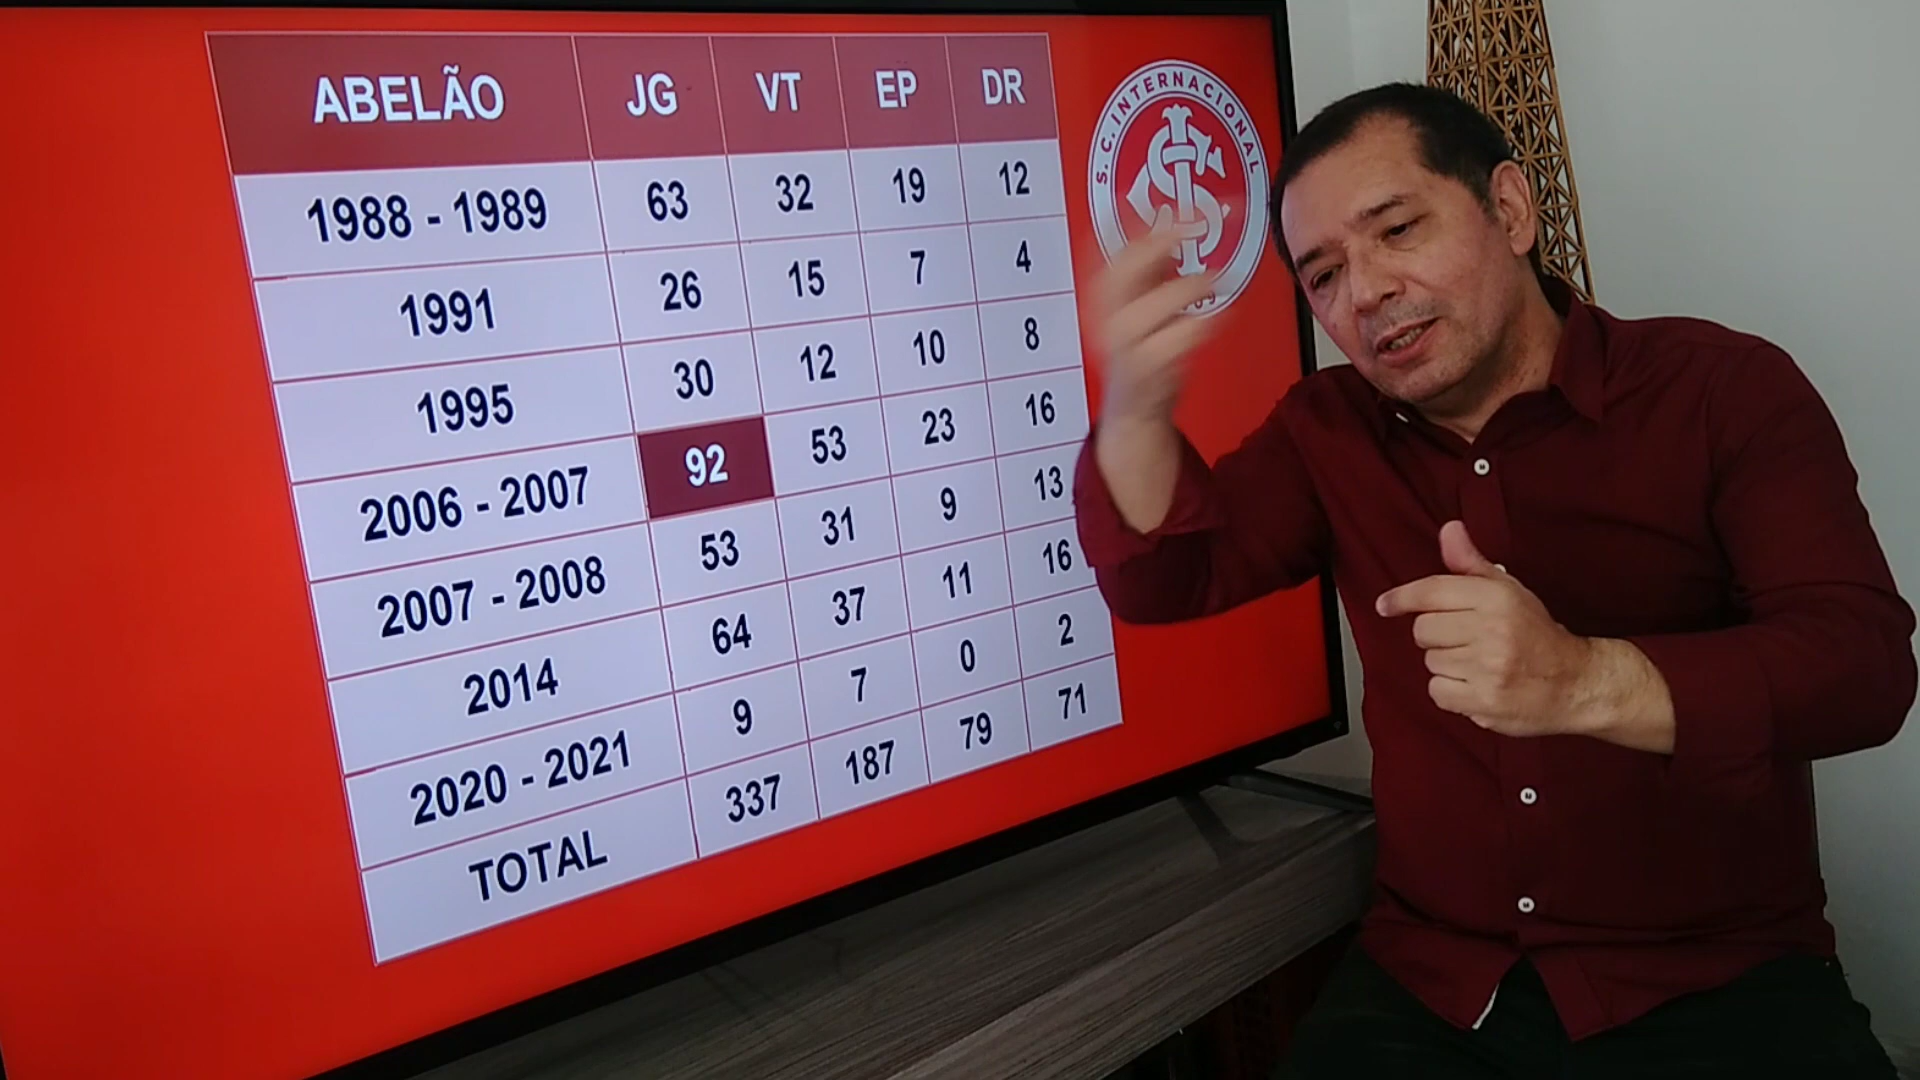 ABELÃO JG VT EP DR
1988 - 1989 63 32 19 12
1991 26 15 7 4
1995 30 12 10 8
2006 - 2007 92 53 23 16
2007 - 2008 53 31 9 13
2014 64 37 11 16
2020 - 2021 9 7 0 2
TOTAL 337 187 79 71
S. C. INTERNACIONAL